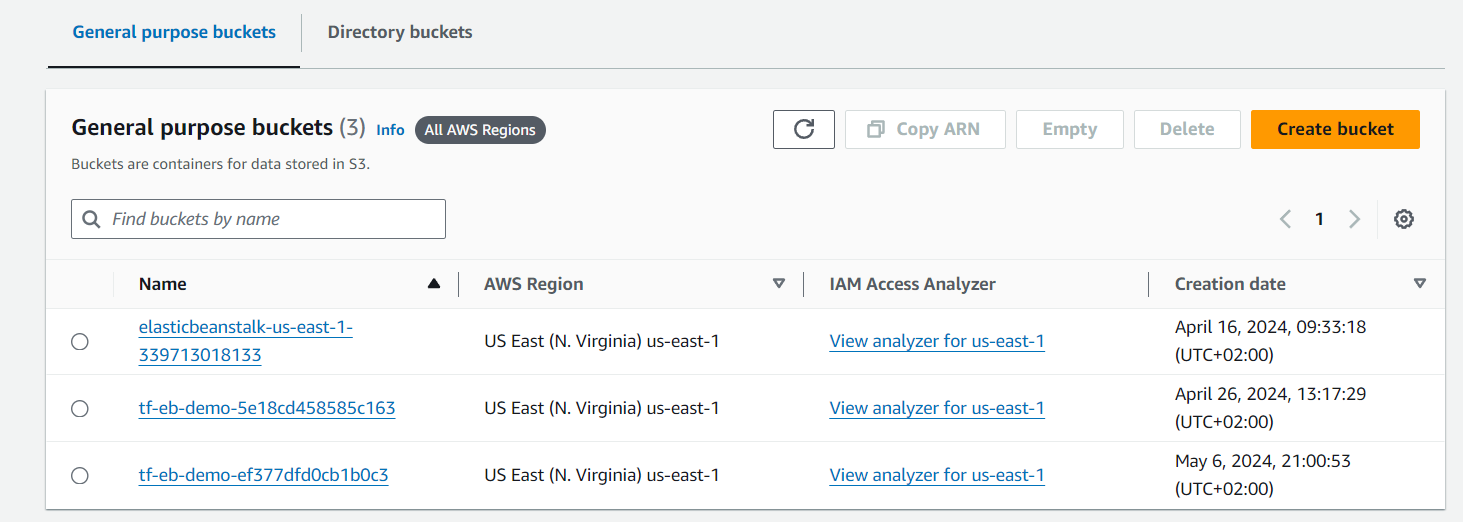 General purpose buckets
Directory buckets
General purpose buckets (3) Info All AWS Regions
Copy ARN
Empty
Delete
Create bucket
Buckets are containers for data stored in S3.
Find buckets by name
1
Name
AWS Region
IAM Access Analyzer
Creation date
elasticbeanstalk-us-east-1-
339713018133
US East (N. Virginia) us-east-1
View analyzer for us-east-1
April 16, 2024, 09:33:18
(UTC+02:00)
tf-eb-demo-5e18cd458585c163
US East (N. Virginia) us-east-1
View analyzer for us-east-1
April 26, 2024, 13:17:29
(UTC+02:00)
tf-eb-demo-ef377dfd0cb1b0c3
US East (N. Virginia) us-east-1
View analyzer for us-east-1
May 6, 2024, 21:00:53
(UTC+02:00)